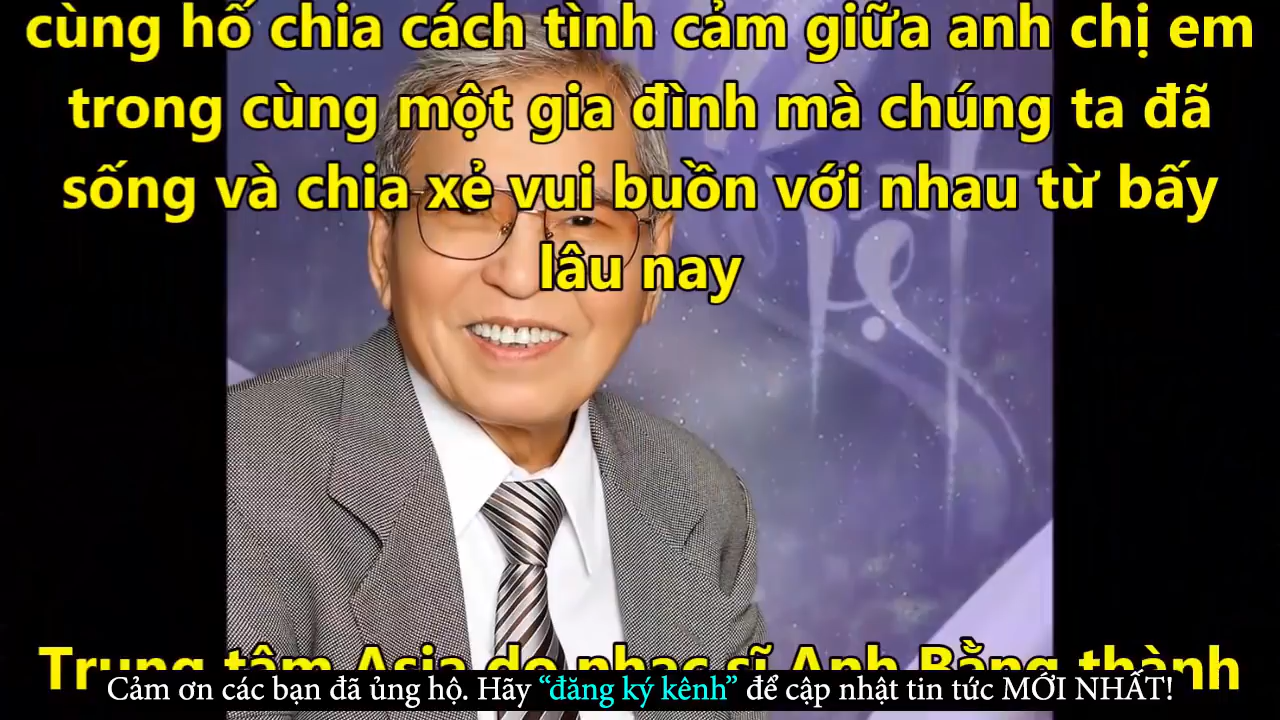 cùng hố chia cách tình cảm giữa anh chị em
trong cùng một gia đình mà chúng ta đã
sống và chia xẻ vui buồn với nhau từ bấy
lâu nay
Trung tâm Asia do nhạc sĩ Anh Bằng thành
Cảm ơn các bạn đã ủng hộ. Hãy “đăng ký kênh” để cập nhật tin tức MỚI NHẤT!